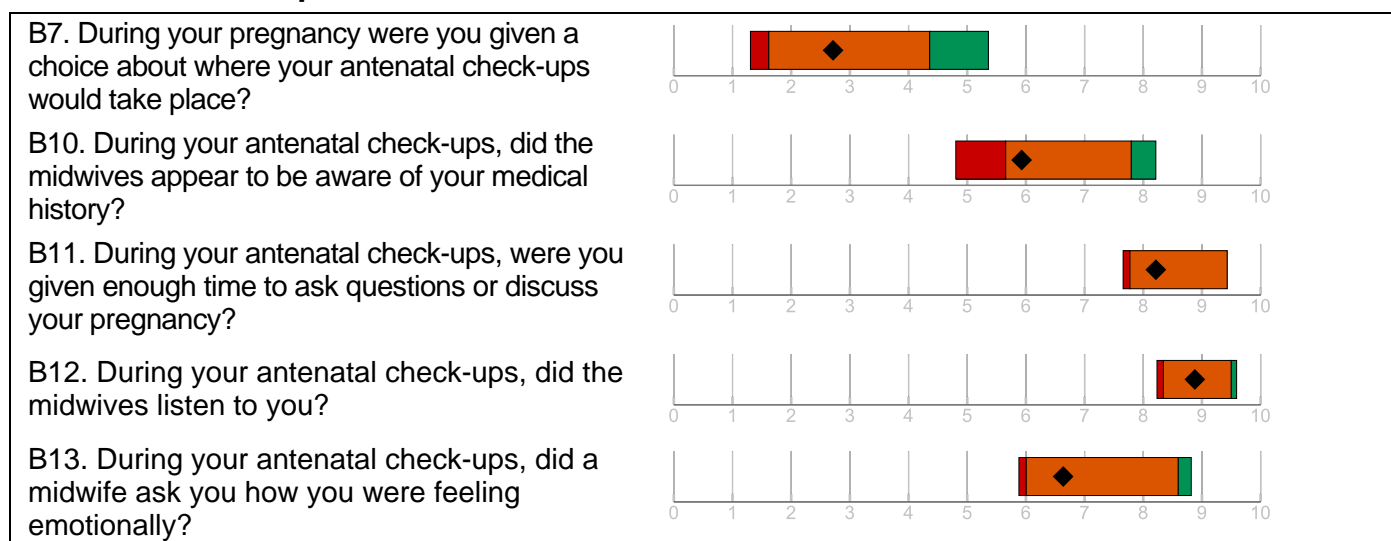 B7. During your pregnancy were you given a
choice about where your antenatal check-ups
would take place?
0 1 2 3 4 5 6 7 8 9 10
B10. During your antenatal check-ups, did the
midwives appear to be aware of your medical
history?
0 1 2 3 4 5 6 7 8 9 10
B11. During your antenatal check-ups, were you
given enough time to ask questions or discuss
your pregnancy?
0 1 2 3 4 5 6 7 8 9 10
B12. During your antenatal check-ups, did the
midwives listen to you?
0 1 2 3 4 5 6 7 8 9 10
B13. During your antenatal check-ups, did a
midwife ask you how you were feeling
emotionally?
0 1 2 3 4 5 6 7 8 9 10